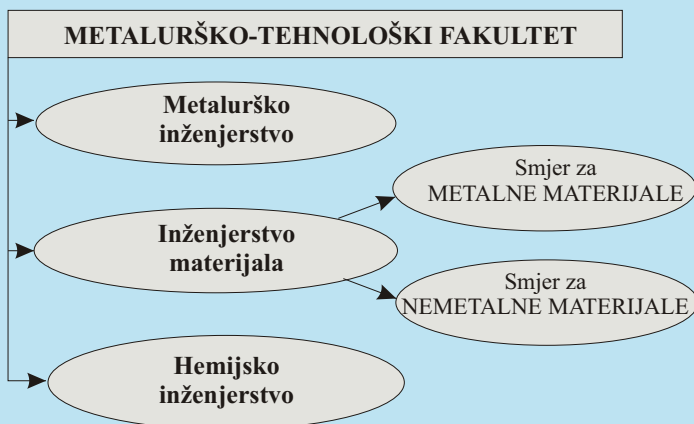 METALURŠKO-TEHNOLOŠKI FAKULTET
Metalurško
inženjerstvo
Inženjerstvo
materijala
Smjer za
METALNE MATERIJALE
Smjer za
NEMETALNE MATERIJALE
Hemijsko
inženjerstvo